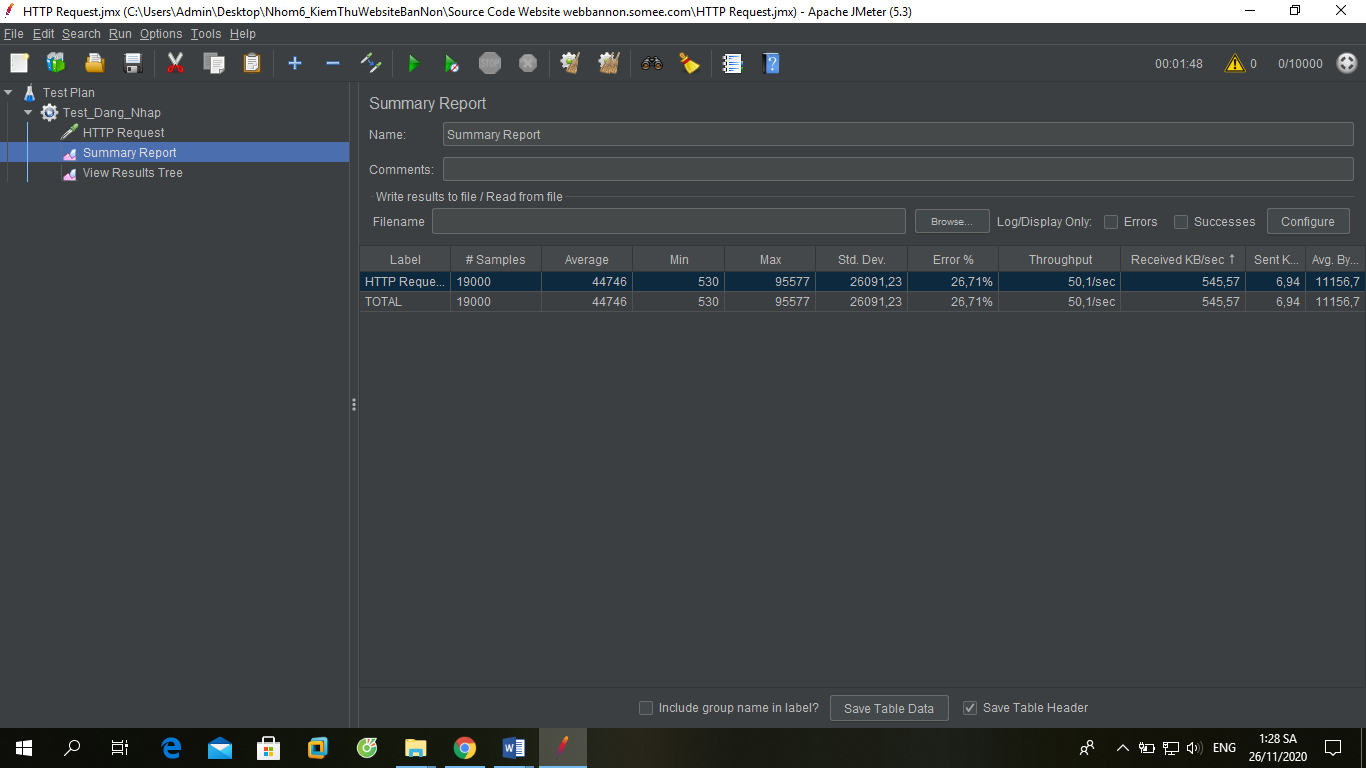 HTTP Request.jmx (C:\Users\Admin\Desktop\Nhom6_KiemThuWebsiteBanNon\Source Code Website webbannon.somee.com\HTTP Request.jmx) - Apache JMeter (5.3)
File Edit Search Run Options Tools Help
STOP 00:01:48 0 0/10000
Test Plan
Test_Dang_Nhap
HTTP Request
Summary Report
View Results Tree
Summary Report
Name: Summary Report
Comments:
Write results to file / Read from file
Filename Browse... Log/Display Only: Errors Successes Configure
Label # Samples Average Min Max Std. Dev. Error % Throughput Received KB/sec ↑ Sent K... Avg. By...
HTTP Reque... 19000 44746 530 95577 26091,23 26,71% 50,1/sec 545,57 6,94 11156,7
TOTAL 19000 44746 530 95577 26091,23 26,71% 50,1/sec 545,57 6,94 11156,7
Include group name in label? Save Table Data Save Table Header
ENG 1:28 SA
26/11/2020